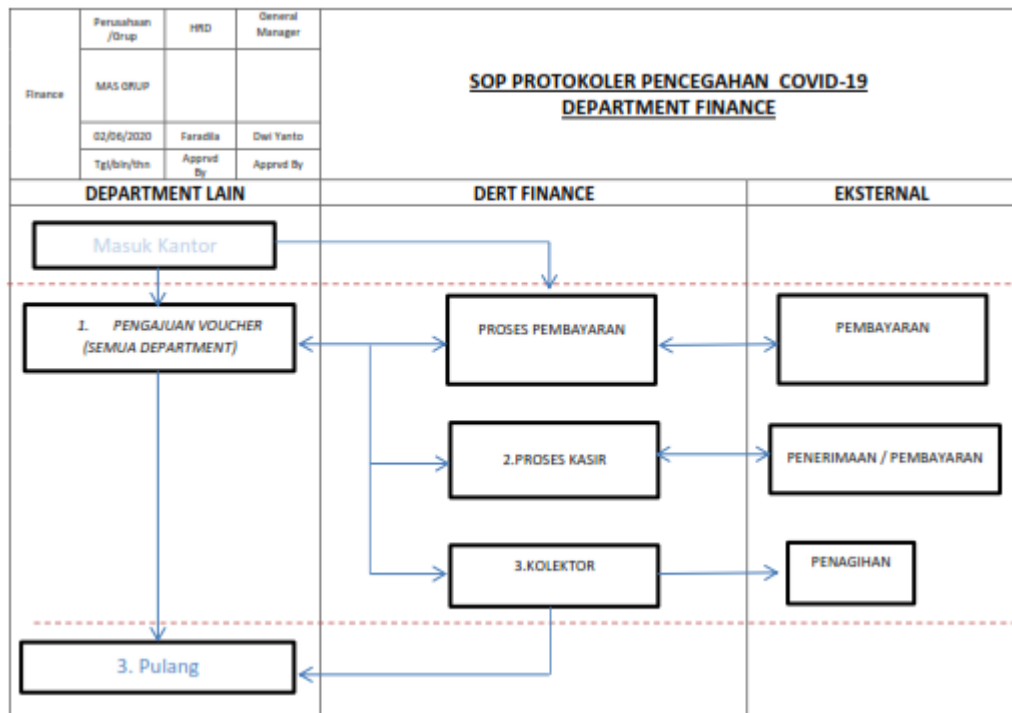 Finance
Perusahaan
/Grup
HRD
General
Manager
MAS GRUP
02/06/2020
Faradila
Dwi Yanto
Tgl/bln/thn
Apprvd
By
Apprvd By
SOP PROTOKOLER PENCEGAHAN COVID-19
DEPARTMENT FINANCE
DEPARTMENT LAIN
DERT FINANCE
EKSTERNAL
Masuk Kantor
1. PENGAJUAN VOUCHER
(SEMUA DEPARTMENT)
PROSES PEMBAYARAN
PEMBAYARAN
2.PROSES KASIR
PENERIMAAN / PEMBAYARAN
3.KOLEKTOR
PENAGIHAN
3. Pulang